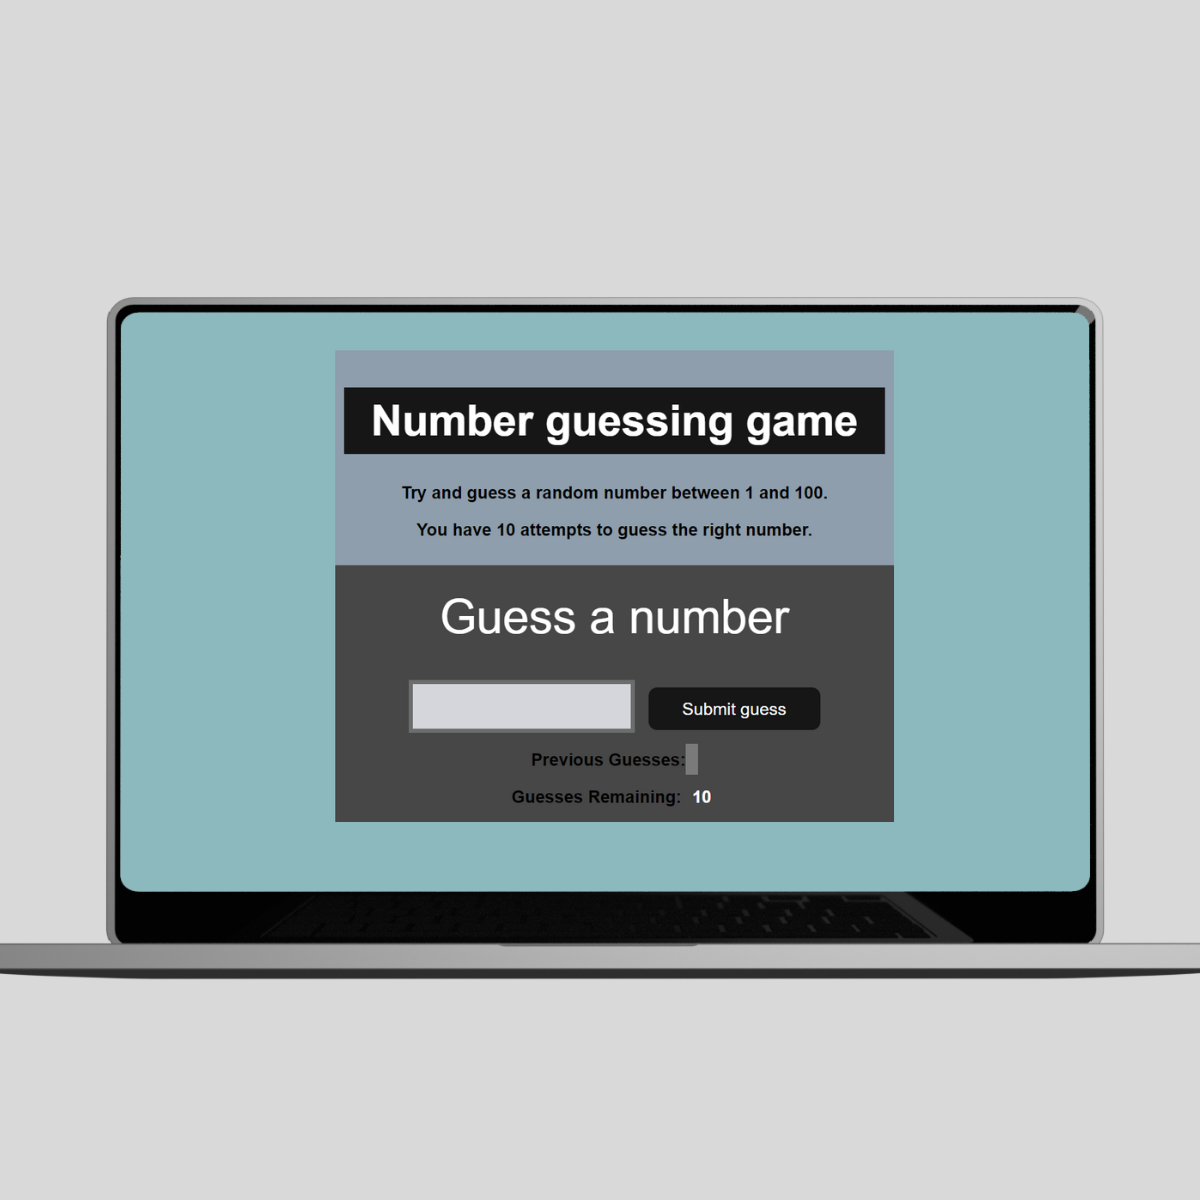 Number guessing game
Try and guess a random number between 1 and 100.
You have 10 attempts to guess the right number.
Guess a number
Submit guess
Previous Guesses:
Guesses Remaining: 10